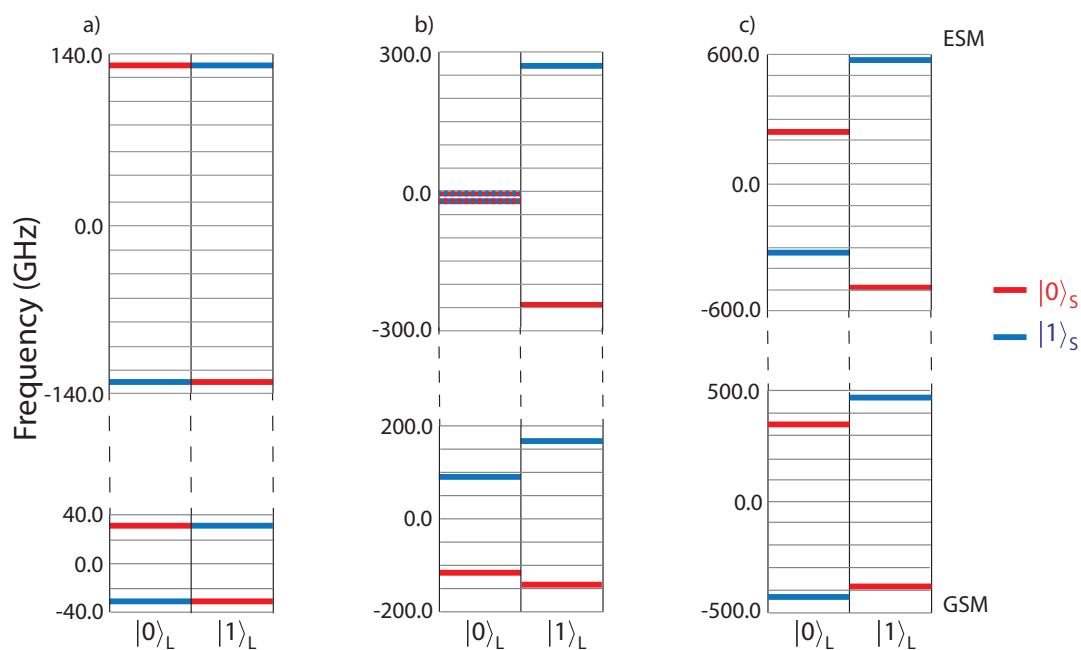 a)
b)
c)
ESM
140.0
0.0
-140.0
40.0
0.0
-40.0
300.0
0.0
-300.0
200.0
0.0
-200.0
600.0
0.0
-600.0
500.0
0.0
-500.0
Frequency (GHz)
|0⟩S
|1⟩S
GSM
|0⟩L |1⟩L
|0⟩L |1⟩L
|0⟩L |1⟩L